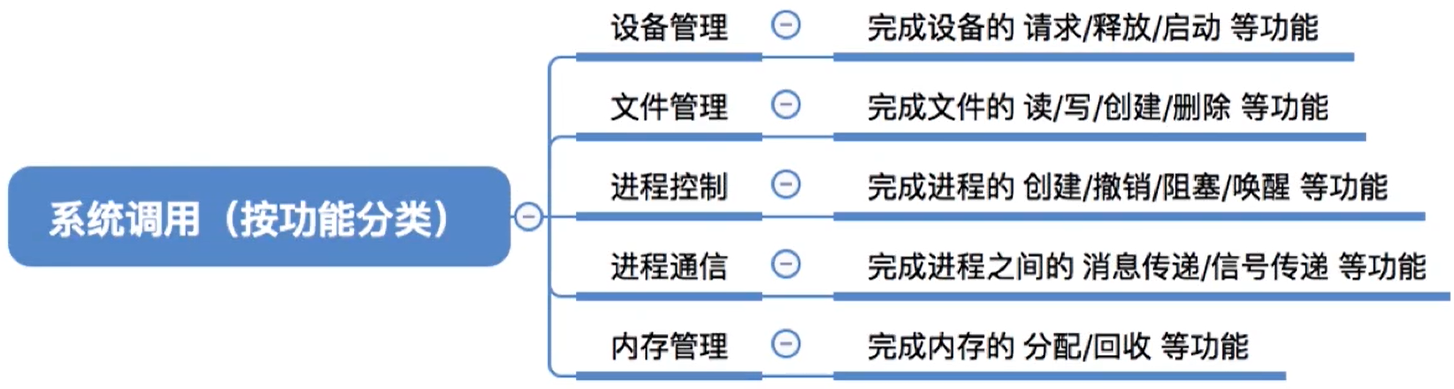 设备管理 完成设备的 请求/释放/启动 等功能
文件管理 完成文件的 读/写/创建/删除 等功能
进程控制 完成进程的 创建/撤销/阻塞/唤醒 等功能
系统调用（按功能分类）
进程通信 完成进程之间的 消息传递/信号传递 等功能
内存管理 完成内存的 分配/回收 等功能